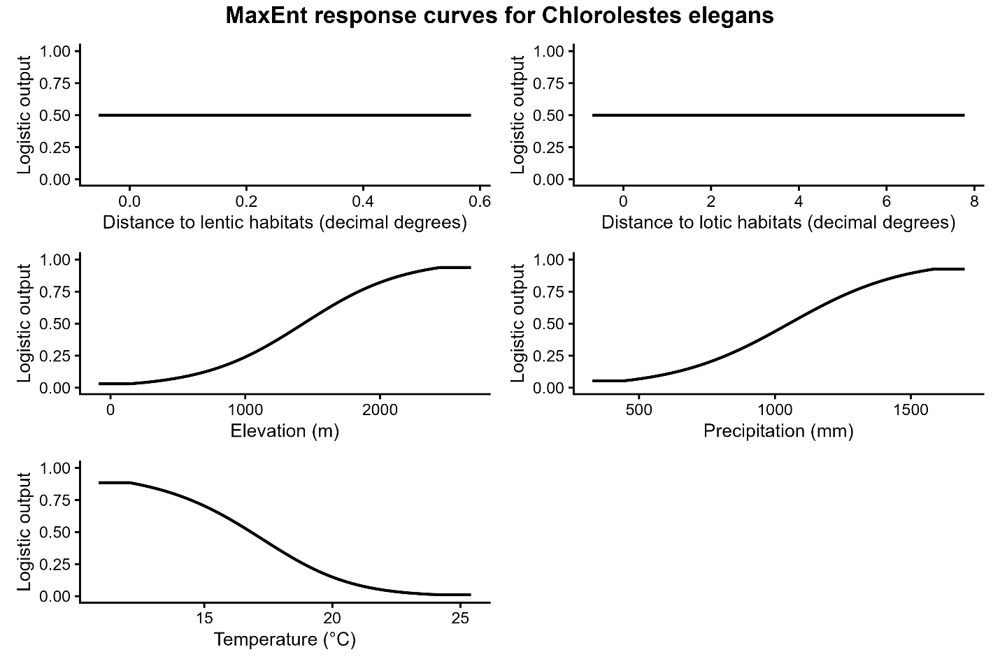 MaxEnt response curves for Chlorolestes elegans
Logistic output
1.00
0.75
0.50
0.25
0.00
0.0 0.2 0.4 0.6
Distance to lentic habitats (decimal degrees)
Logistic output
1.00
0.75
0.50
0.25
0.00
0 2 4 6 8
Distance to lotic habitats (decimal degrees)
Logistic output
1.00
0.75
0.50
0.25
0.00
0 1000 2000
Elevation (m)
Logistic output
1.00
0.75
0.50
0.25
0.00
500 1000 1500
Precipitation (mm)
Logistic output
1.00
0.75
0.50
0.25
0.00
15 20 25
Temperature (°C)